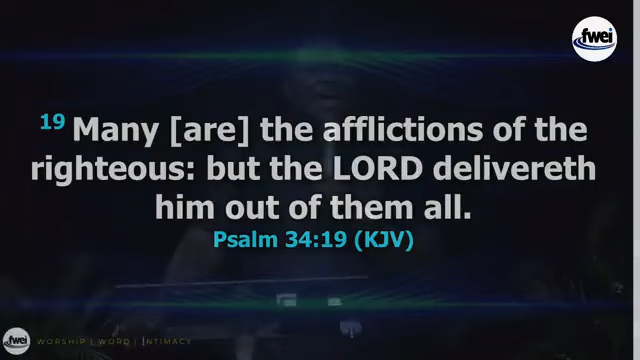 fwei
19 Many [are] the afflictions of the
righteous: but the LORD delivereth
him out of them all.
Psalm 34:19 (KJV)
fwei WORSHIP | WORD | INTIMACY